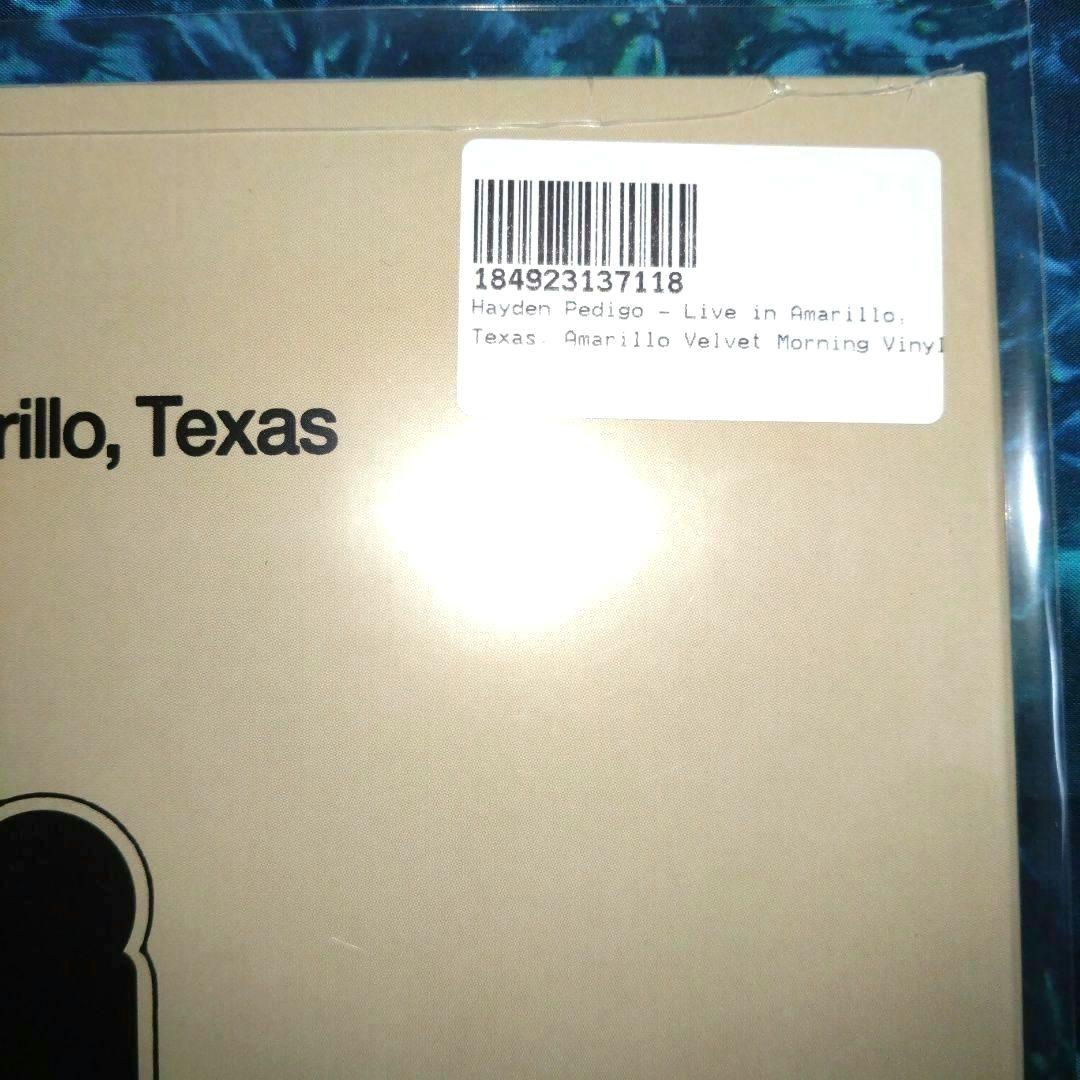 184923137118
Hayden Pedigo - Live in Amarillo,
Texas. Amarillo Velvet Morning Vinyl
rillo, Texas